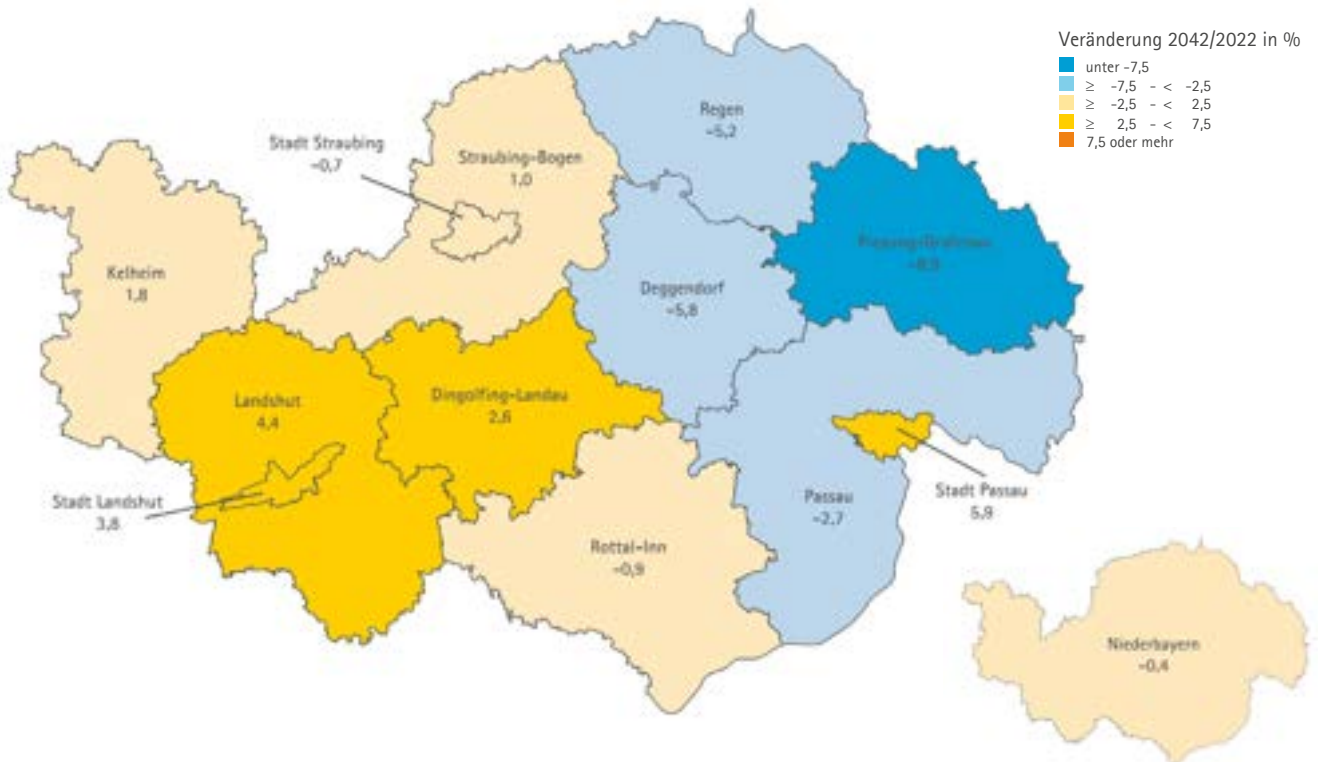 Veränderung 2042/2022 in %
unter -7,5
≥ -7,5 - < -2,5
≥ -2,5 - < 2,5
≥ 2,5 - < 7,5
7,5 oder mehr
Regen
-5,2
Stadt Straubing
-0,7
Straubing-Bogen
1,0
Freyung-Grafenau
Kelheim
1,8
Deggendorf
-5,8
Landshut
4,4
Dingolfing-Landau
2,6
Stadt Landshut
3,8
Passau
-2,7
Stadt Passau
5,9
Rottal-Inn
-0,9
Niederbayern
-0,4